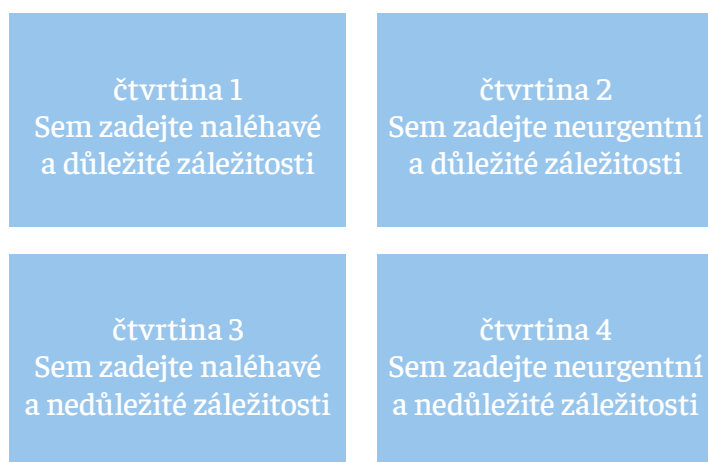 čtvrtina 1
Sem zadejte naléhavé
a důležité záležitosti
čtvrtina 2
Sem zadejte neurgentní
a důležité záležitosti
čtvrtina 3
Sem zadejte naléhavé
a nedůležité záležitosti
čtvrtina 4
Sem zadejte neurgentní
a nedůležité záležitosti